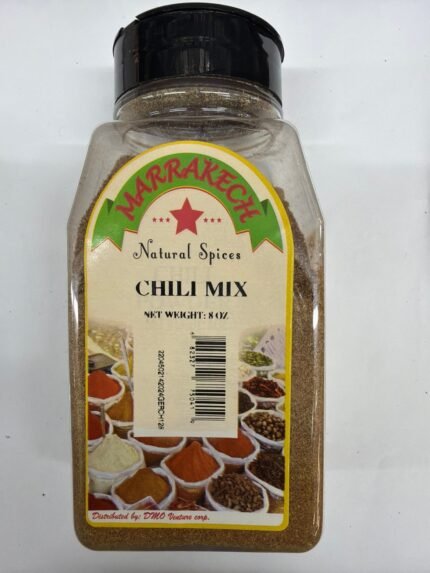 MARRAKECH
Natural Spices
CHILI MIX
NET WEIGHT: 8 OZ
Distributed by: DMO Venture corp.